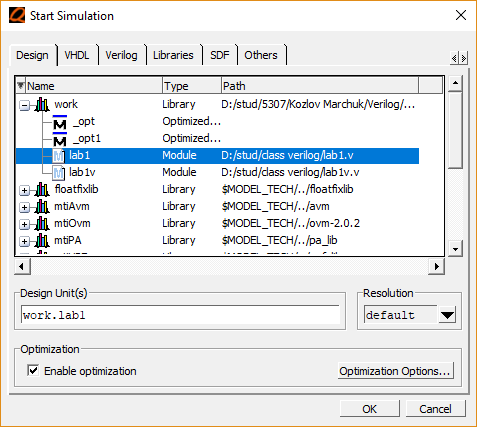 Start Simulation
Design VHDL Verilog Libraries SDF Others
Name Type Path
work Library D:/stud/5307/Kozlov Marchuk/Verilog/...
_opt Optimized...
_opt1 Optimized...
lab1 Module D:/stud/class verilog/lab1.v
lab1v Module D:/stud/class verilog/lab1v.v
floatfixlib Library $MODEL_TECH/../floatfixlib
mtiAvm Library $MODEL_TECH/../avm
mtiOvm Library $MODEL_TECH/../ovm-2.0.2
mtiPA Library $MODEL_TECH/../pa_lib
Design Unit(s) Resolution
work.lab1 default
Optimization
Enable optimization Optimization Options...
OK Cancel